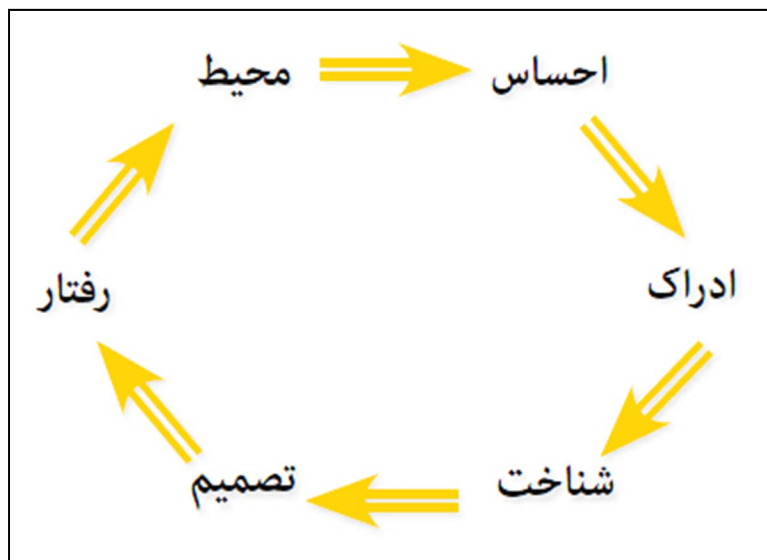 محیط
احساس
ادراک
شناخت
تصمیم
رفتار